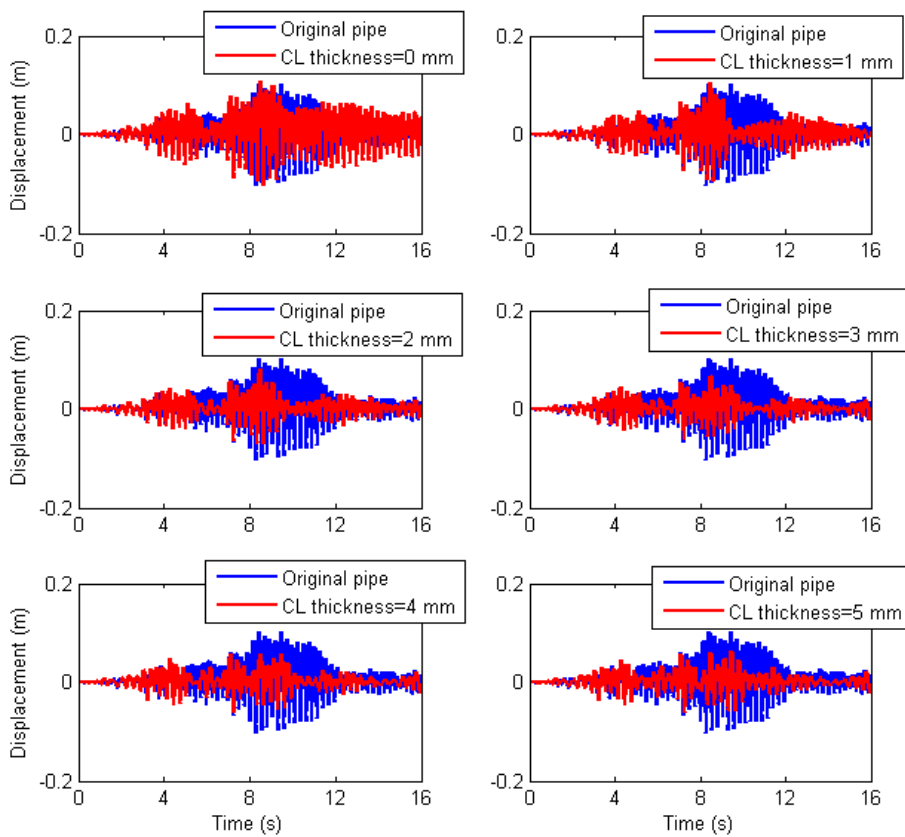 Original pipe
CL thickness=0 mm
Displacement (m)
0.2
0
-0.2
0 4 8 12 16
Original pipe
CL thickness=1 mm
0.2
0
-0.2
0 4 8 12 16
Original pipe
CL thickness=2 mm
Displacement (m)
0.2
0
-0.2
0 4 8 12 16
Original pipe
CL thickness=3 mm
0.2
0
-0.2
0 4 8 12 16
Original pipe
CL thickness=4 mm
Displacement (m)
0.2
0
-0.2
0 4 8 12 16
Time (s)
Original pipe
CL thickness=5 mm
0.2
0
-0.2
0 4 8 12 16
Time (s)